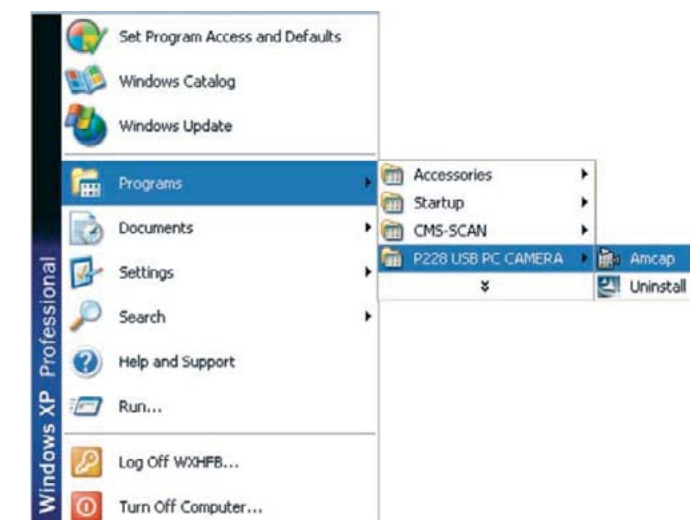 Windows XP Professional
Set Program Access and Defaults
Windows Catalog
Windows Update
Programs
Documents
Settings
Search
Help and Support
Run...
Log Off WXHFB...
Turn Off Computer...
Accessories
Startup
CMS-SCAN
P228 USB PC CAMERA
Amcap
Uninstall